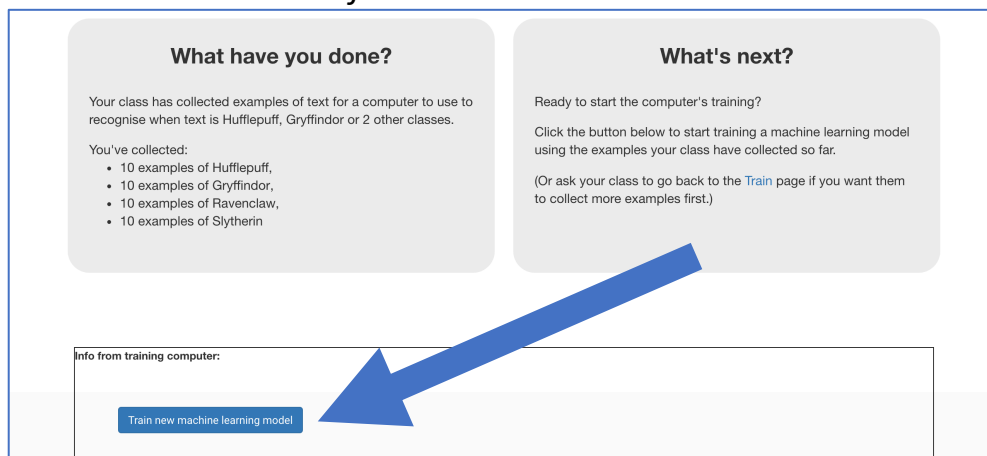 What have you done?
Your class has collected examples of text for a computer to use to
recognise when text is Hufflepuff, Gryffindor or 2 other classes.
You've collected:
• 10 examples of Hufflepuff,
• 10 examples of Gryffindor,
• 10 examples of Ravenclaw,
• 10 examples of Slytherin
What's next?
Ready to start the computer's training?
Click the button below to start training a machine learning model
using the examples your class have collected so far.
(Or ask your class to go back to the Train page if you want them
to collect more examples first.)
Info from training computer:
Train new machine learning model